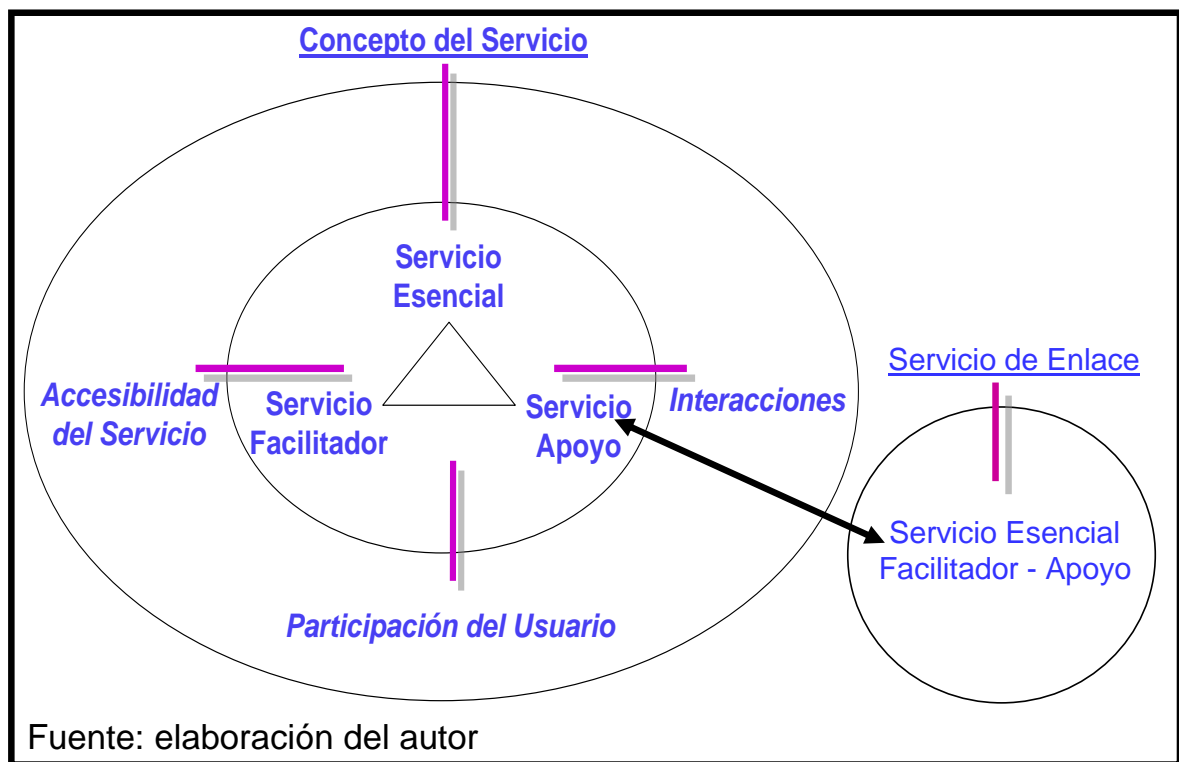 Concepto del Servicio
Servicio
Esencial
Servicio de Enlace
Accesibilidad
del Servicio
Servicio
Facilitador
Servicio
Apoyo
Interacciones
Servicio Esencial
Facilitador - Apoyo
Participación del Usuario
Fuente: elaboración del autor